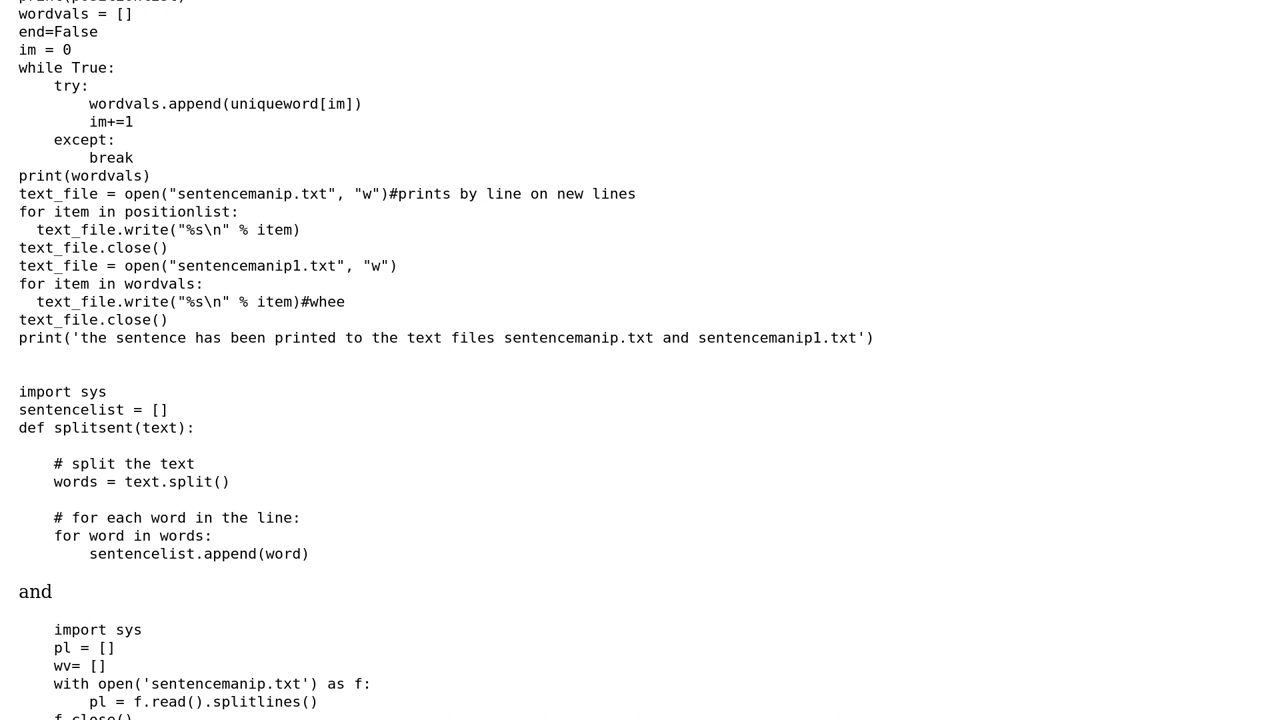 print(positionlist)
wordvals = []
end=False
im = 0
while True:
    try:
        wordvals.append(uniqueword[im])
        im+=1
    except:
        break
print(wordvals)
text_file = open("sentencemanip.txt", "w")#prints by line on new lines
for item in positionlist:
  text_file.write("%s\n" % item)
text_file.close()
text_file = open("sentencemanip1.txt", "w")
for item in wordvals:
  text_file.write("%s\n" % item)#whee
text_file.close()
print('the sentence has been printed to the text files sentencemanip.txt and sentencemanip1.txt')
import sys
sentencelist = []
def splitsent(text):
    # split the text
    words = text.split()
    # for each word in the line:
    for word in words:
        sentencelist.append(word)
and
    import sys
    pl = []
    wv= []
    with open('sentencemanip.txt') as f:
        pl = f.read().splitlines()
    f.close()